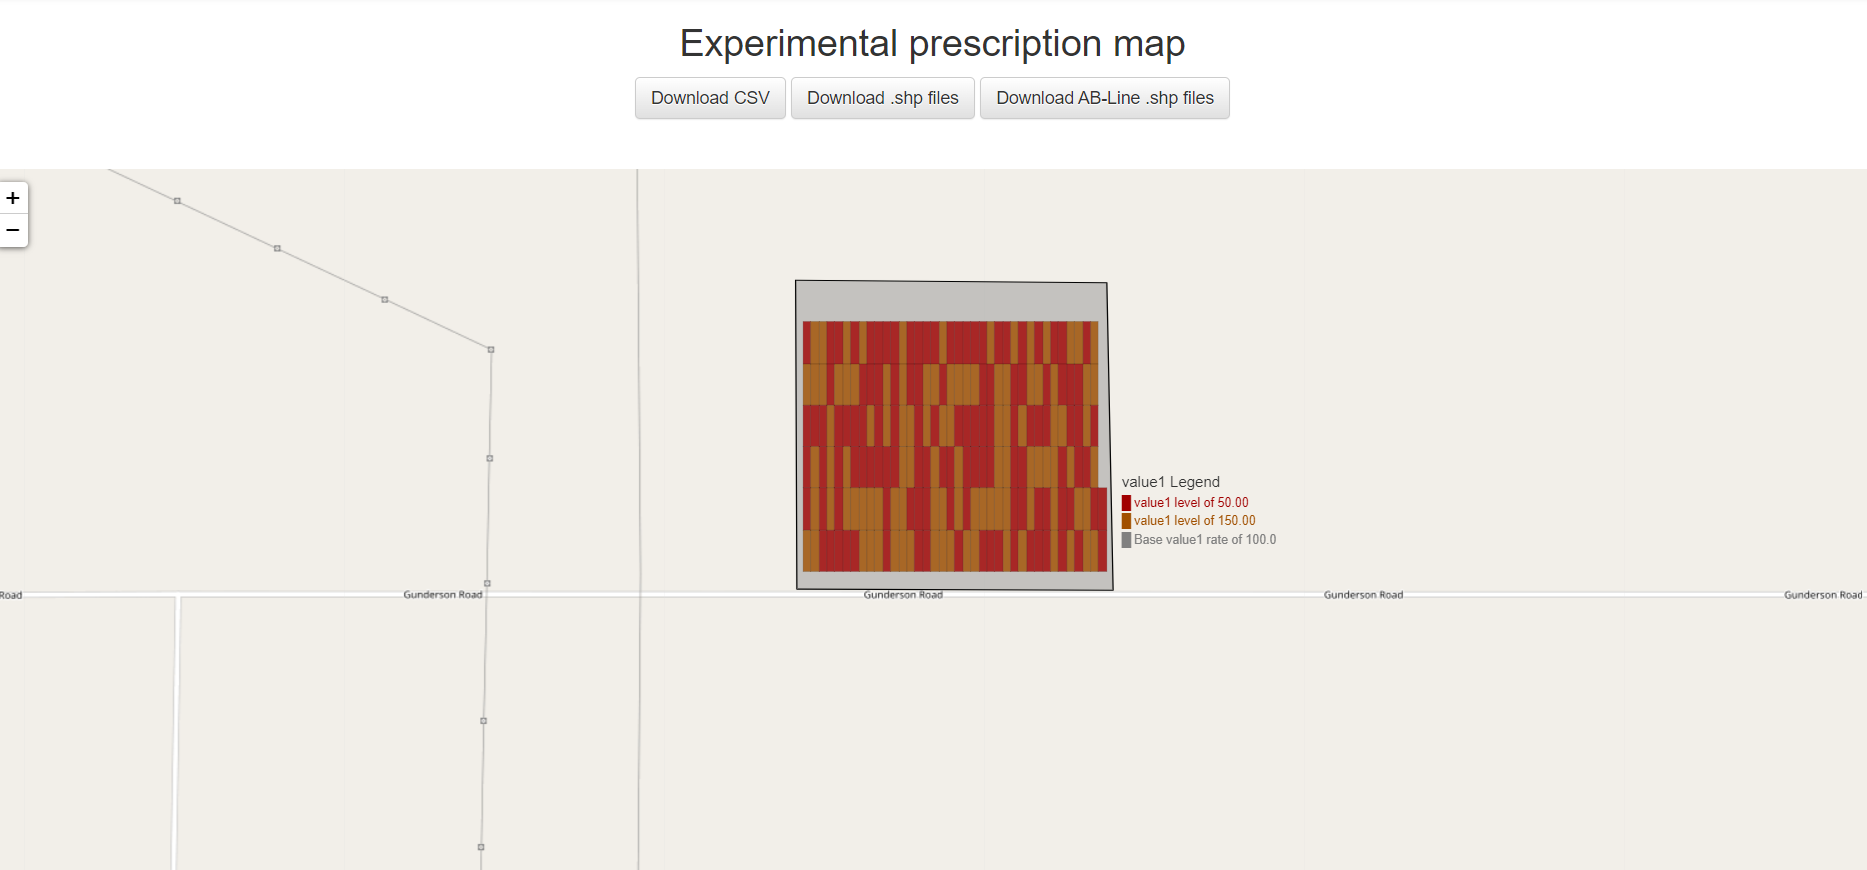 Experimental prescription map
Download CSV
Download .shp files
Download AB-Line .shp files
+
−
value1 Legend
value1 level of 50.00
value1 level of 150.00
Base value1 rate of 100.0
Road
Gunderson Road
Gunderson Road
Gunderson Road
Gunderson Road